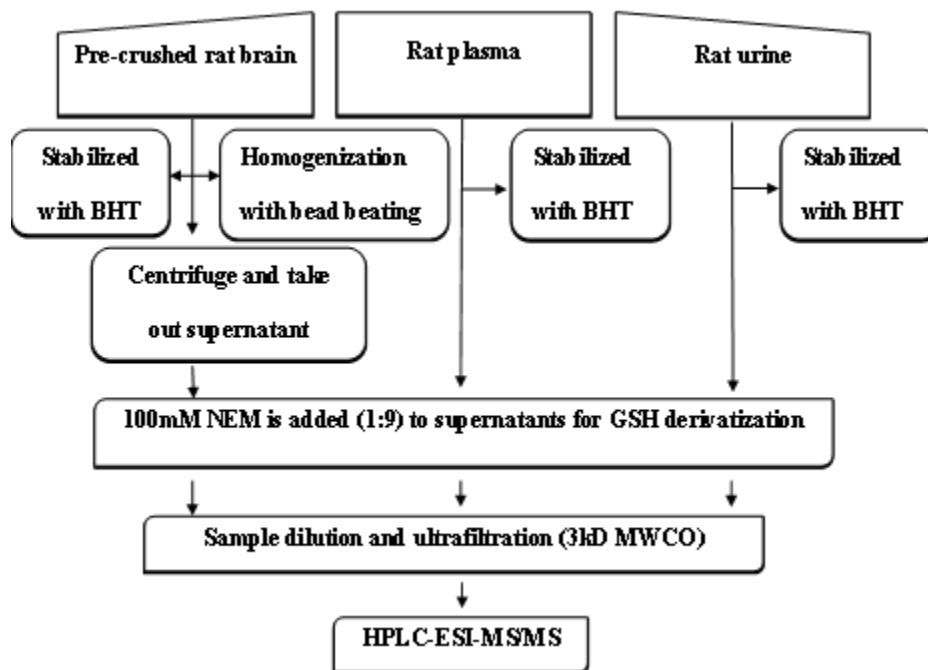 Pre-crushed rat brain
Rat plasma
Rat urine
Stabilized
with BHT
Homogenization
with bead beating
Stabilized
with BHT
Stabilized
with BHT
Centrifuge and take
out supernatant
100mM NEM is added (1:9) to supernatants for GSH derivatization
Sample dilution and ultrafiltration (3kD MWCO)
HPLC-ESI-MS/MS